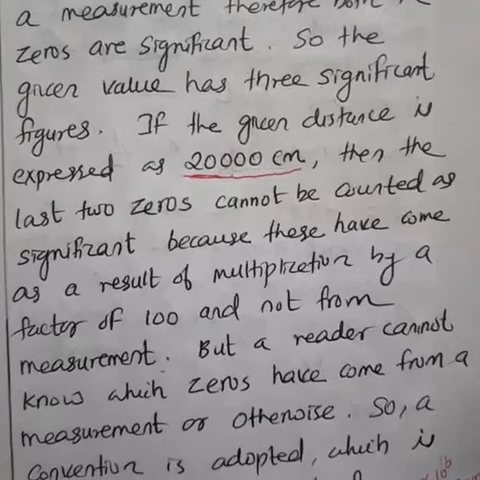 a measurement therefore both
zeros are significant. So the
given value has three significant
figures. If the given distance is
expressed as 20000 cm, then the
last two zeros cannot be counted as
significant because these have come
as a result of multiplication by a
factor of 100 and not from
measurement. But a reader cannot
know which zeros have come from a
measurement or otherwise. So, a
convention is adopted, which is